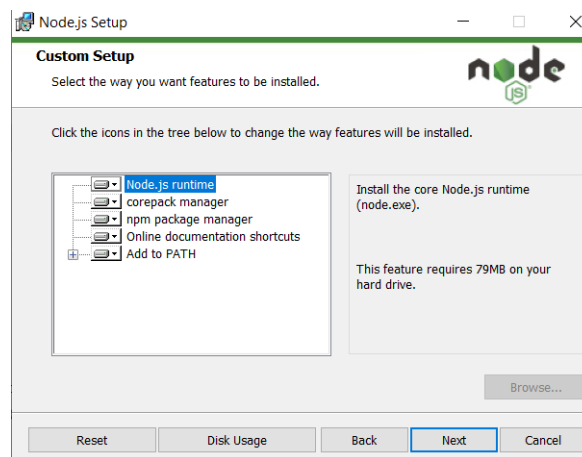 Node.js Setup
Custom Setup
Select the way you want features to be installed.
node
JS
Click the icons in the tree below to change the way features will be installed.
Node.js runtime
corepack manager
npm package manager
Online documentation shortcuts
Add to PATH
Install the core Node.js runtime
(node.exe).
This feature requires 79MB on your
hard drive.
Browse...
Reset Disk Usage Back Next Cancel